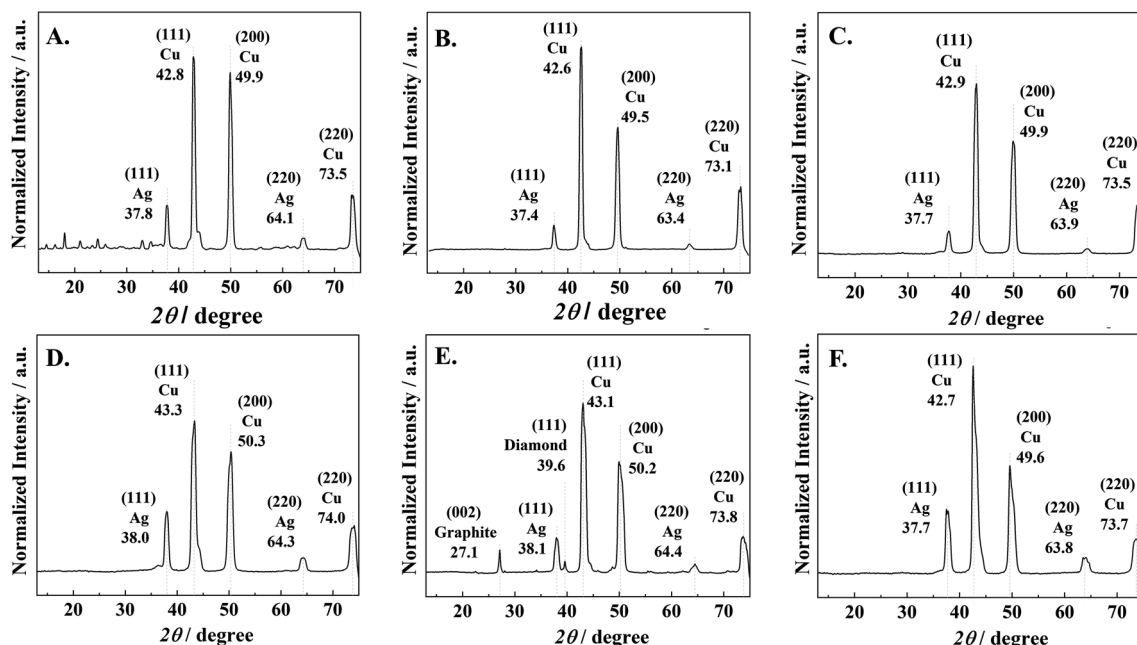 A.
(111)
Cu
42.8
(200)
Cu
49.9
(220)
Cu
73.5
(111)
Ag
37.8
(220)
Ag
64.1
Normalized Intensity / a.u.
20 30 40 50 60 70
2θ / degree
B.
(111)
Cu
42.6
(200)
Cu
49.5
(220)
Cu
73.1
(111)
Ag
37.4
(220)
Ag
63.4
Normalized Intensity / a.u.
20 30 40 50 60 70
2θ / degree
C.
(111)
Cu
42.9
(200)
Cu
49.9
(220)
Cu
73.5
(111)
Ag
37.7
(220)
Ag
63.9
Normalized Intensity / a.u.
20 30 40 50 60 70
2θ / degree
D.
(111)
Cu
43.3
(200)
Cu
50.3
(220)
Cu
74.0
(111)
Ag
38.0
(220)
Ag
64.3
Normalized Intensity / a.u.
20 30 40 50 60 70
2θ / degree
E.
(111)
Cu
43.1
(111)
Diamond
39.6
(200)
Cu
50.2
(220)
Cu
73.8
(002)
Graphite
27.1
(111)
Ag
38.1
(220)
Ag
64.4
Normalized Intensity / a.u.
20 30 40 50 60 70
2θ / degree
F.
(111)
Cu
42.7
(200)
Cu
49.6
(220)
Cu
73.7
(111)
Ag
37.7
(220)
Ag
63.8
Normalized Intensity / a.u.
20 30 40 50 60 70
2θ / degree